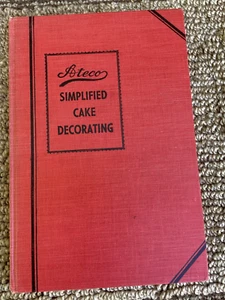 Ateco
SIMPLIFIED
CAKE
DECORATING